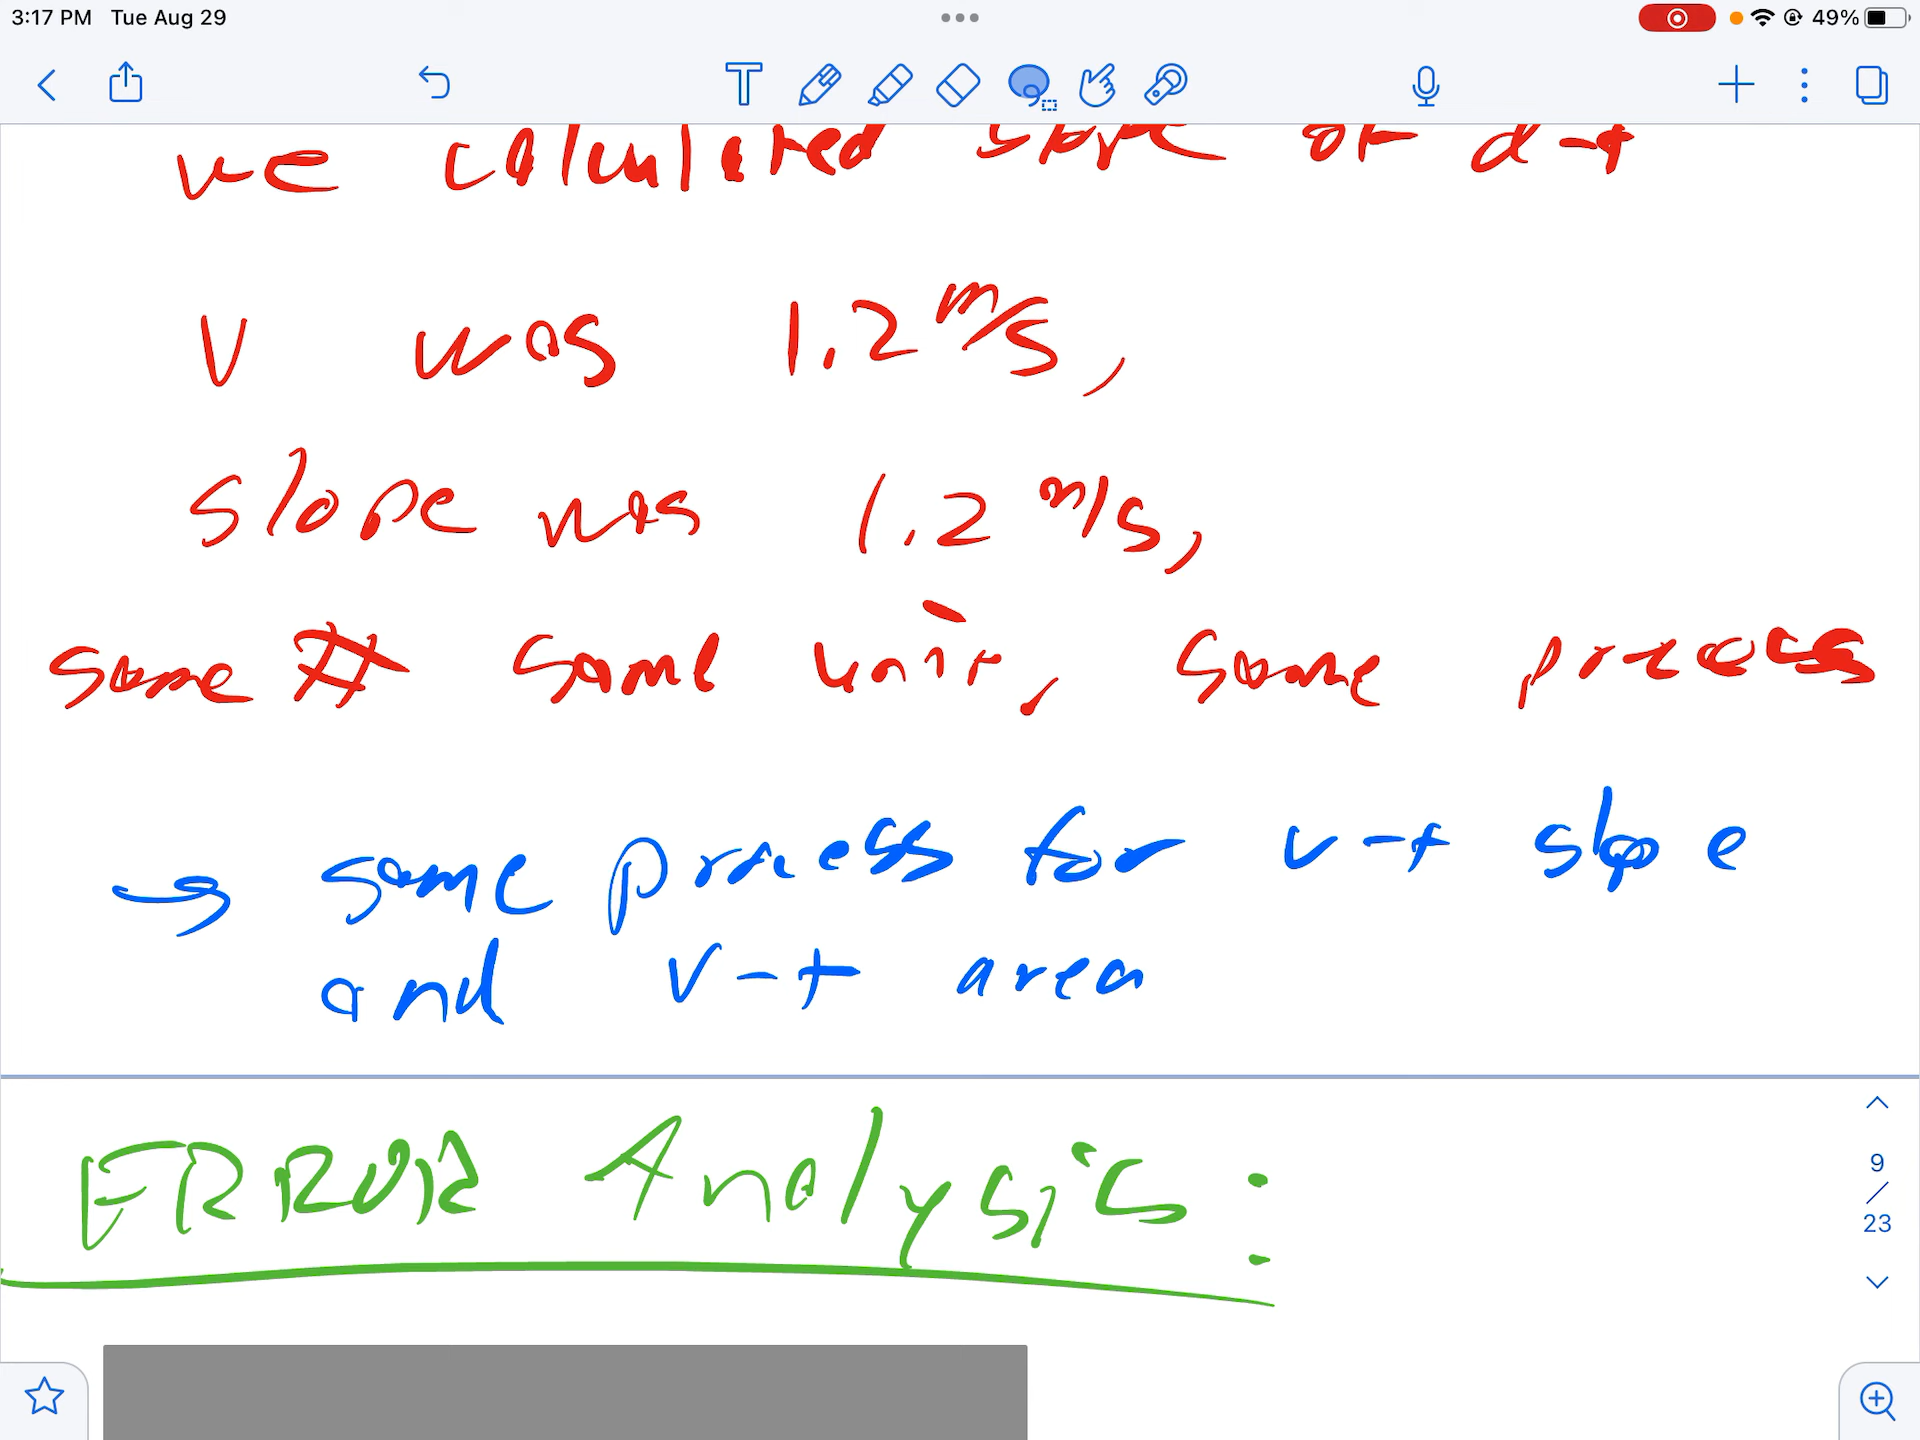 3:17 PM Tue Aug 29
49%
we calculated slope of d-t
V was 1.2 m/s,
slope was 1.2 m/s,
same # same unit, same process
→ same process for v-t slope
and v-t area
ERROR Analysis:
9
/
23